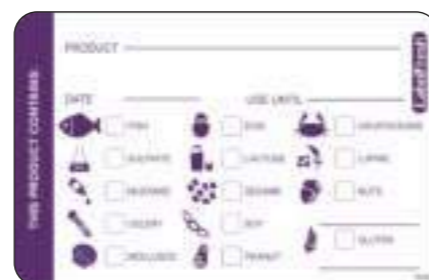 THIS PRODUCT CONTAINS
PRODUCT
LabelFresh
DATE USE UNTIL
FISH EGG CRUSTACEANS
SULPHITE LACTOSE LUPINE
MUSTARD SESAME NUTS
CELERY SOY
MOLLUSCS PEANUT GLUTEN